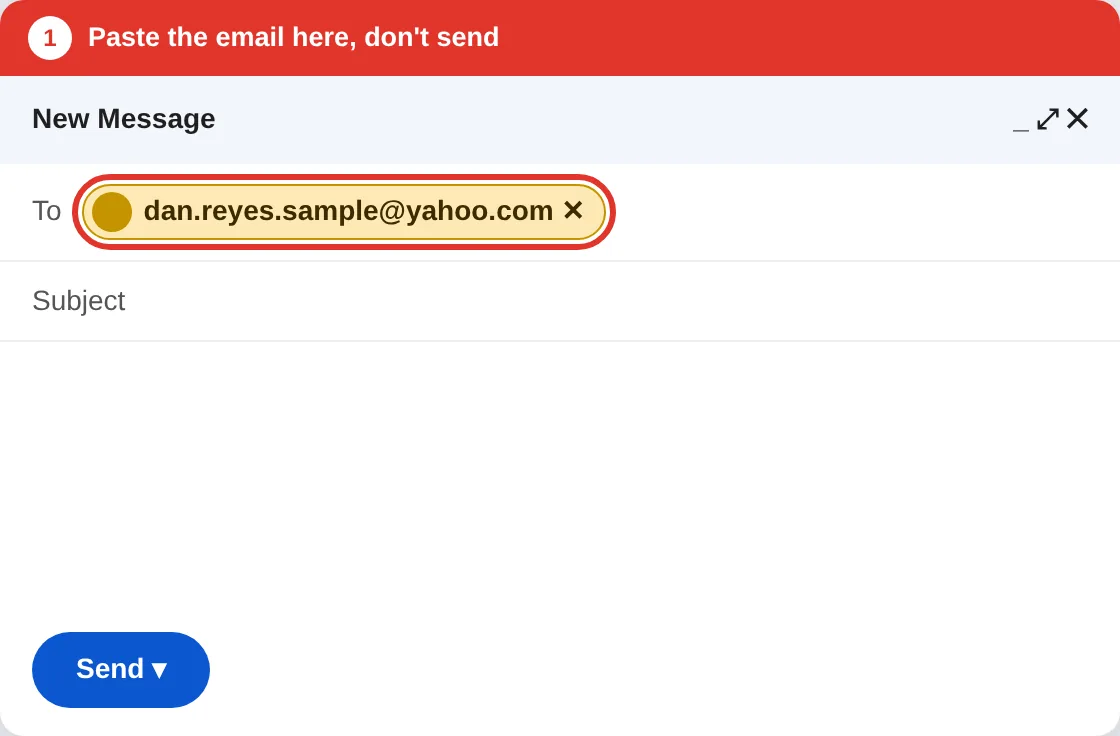 1 Paste the email here, don't send
New Message
To dan.reyes.sample@yahoo.com ✕
Subject
Send ▾